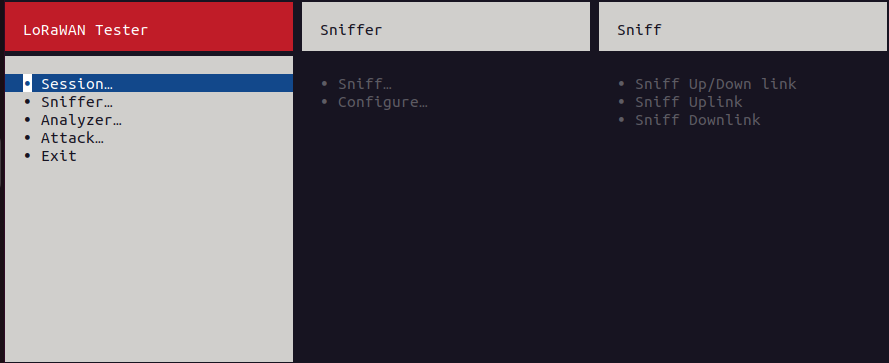 LoRaWAN Tester
• Session…
• Sniffer…
• Analyzer…
• Attack…
• Exit
Sniffer
• Sniff…
• Configure…
Sniff
• Sniff Up/Down link
• Sniff Uplink
• Sniff Downlink